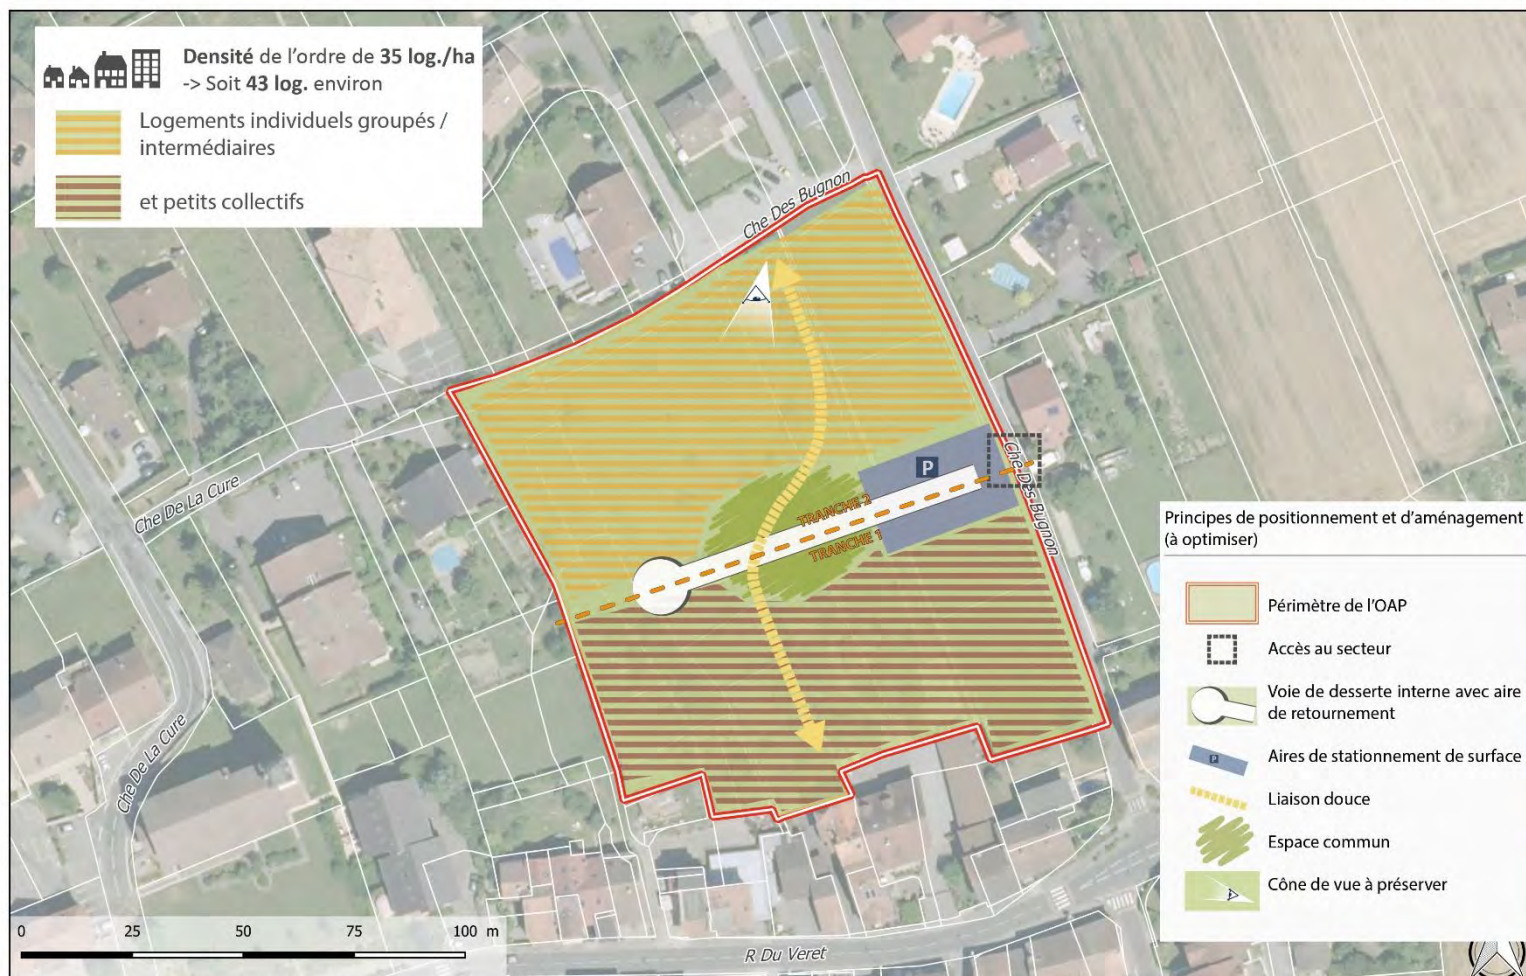 Densité de l’ordre de 35 log./ha
-> Soit 43 log. environ
Logements individuels groupés /
intermédiaires
et petits collectifs
Che Des Bugnon
Che De La Cure
Che Des Bugnon
P
TRANCHE 2
TRANCHE 1
Che De La Cure
R Du Veret
0 25 50 75 100 m
Principes de positionnement et d’aménagement
(à optimiser)
Périmètre de l’OAP
Accès au secteur
Voie de desserte interne avec aire
de retournement
P
Aires de stationnement de surface
Liaison douce
Espace commun
Cône de vue à préserver